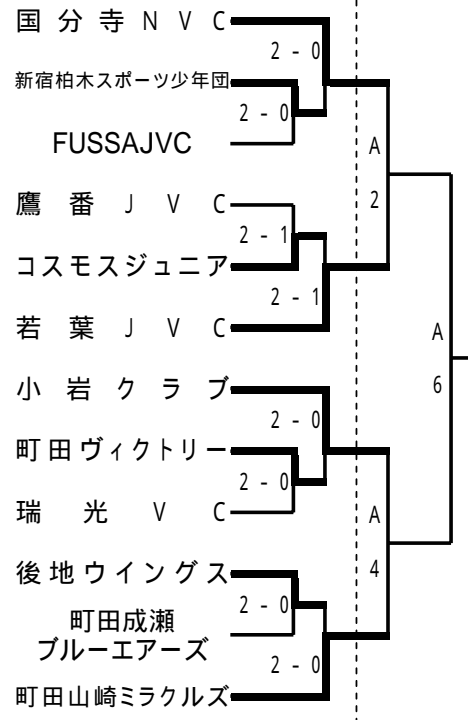 国分寺NVC
2-0
新宿柏木スポーツ少年団
2-0
FUSSAJVC
A
2
鷹番JVC
2-1
コスモスジュニア
2-1
若葉JVC
A
6
小岩クラブ
2-0
町田ヴィクトリー
2-0
瑞光VC
A
4
後地ウイングス
2-0
町田成瀬
ブルーエアーズ
2-0
町田山崎ミラクルズ